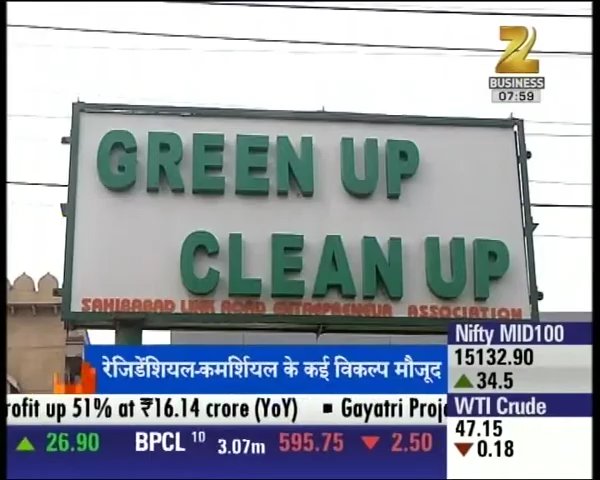 Z
BUSINESS
07:59
GREEN UP
CLEAN UP
SAHIBABAD LINK ROAD ENTREPRENEUR ASSOCIATION
Nifty MID100
15132.90
▲ 34.5
रेजिडेंशियल-कमर्शियल के कई विकल्प मौजूद
rofit up 51% at ₹16.14 crore (YoY) ■ Gayatri Proje
WTI Crude
47.15
▼ 0.18
▲ 26.90 BPCL 10 3.07m 595.75 ▼ 2.50